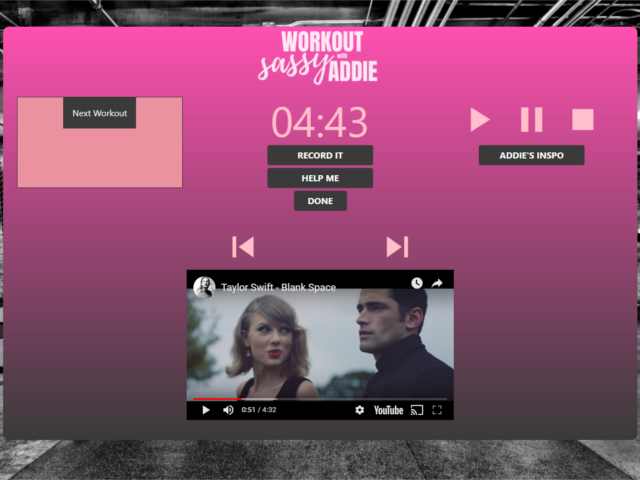 WORKOUT
sassy WITH ADDIE
Next Workout
04:43
RECORD IT
HELP ME
DONE
ADDIE'S INSPO
Taylor Swift - Blank Space
0:51 / 4:32
YouTube